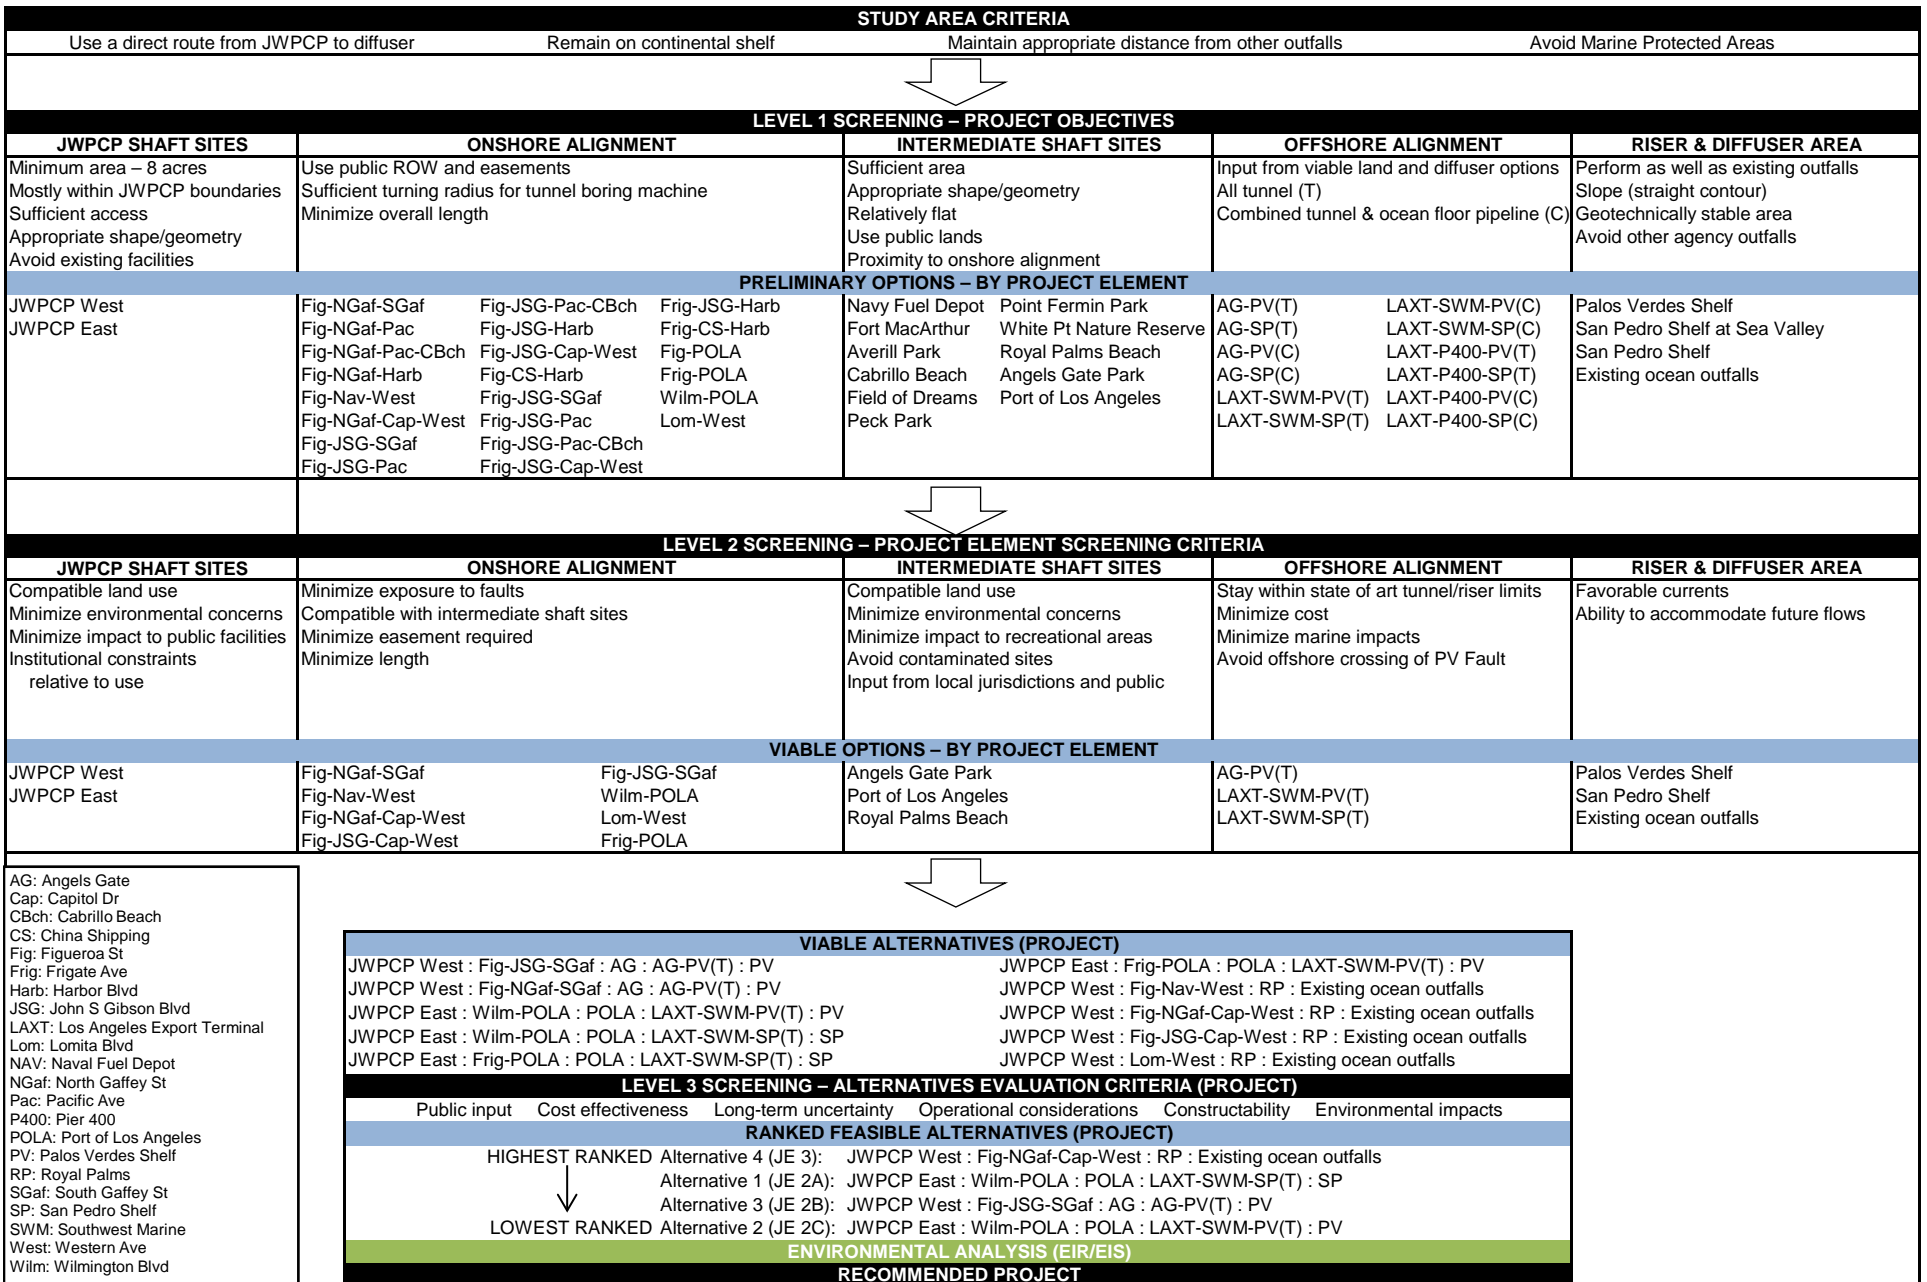 STUDY AREA CRITERIA
Use a direct route from JWPCP to diffuser Remain on continental shelf Maintain appropriate distance from other outfalls Avoid Marine Protected Areas
LEVEL 1 SCREENING – PROJECT OBJECTIVES
JWPCP SHAFT SITES
Minimum area – 8 acres
Mostly within JWPCP boundaries
Sufficient access
Appropriate shape/geometry
Avoid existing facilities
ONSHORE ALIGNMENT
Use public ROW and easements
Sufficient turning radius for tunnel boring machine
Minimize overall length
INTERMEDIATE SHAFT SITES
Sufficient area
Appropriate shape/geometry
Relatively flat
Use public lands
Proximity to onshore alignment
OFFSHORE ALIGNMENT
Input from viable land and diffuser options
All tunnel (T)
Combined tunnel & ocean floor pipeline (C)
RISER & DIFFUSER AREA
Perform as well as existing outfalls
Slope (straight contour)
Geotechnically stable area
Avoid other agency outfalls
PRELIMINARY OPTIONS – BY PROJECT ELEMENT
JWPCP West
JWPCP East
Fig-NGaf-SGaf
Fig-NGaf-Pac
Fig-NGaf-Pac-CBch
Fig-NGaf-Harb
Fig-Nav-West
Fig-NGaf-Cap-West
Fig-JSG-SGaf
Fig-JSG-Pac
Fig-JSG-Pac-CBch
Fig-JSG-Harb
Fig-JSG-Cap-West
Fig-CS-Harb
Frig-JSG-SGaf
Frig-JSG-Pac
Frig-JSG-Pac-CBch
Frig-JSG-Cap-West
Frig-JSG-Harb
Frig-CS-Harb
Fig-POLA
Frig-POLA
Wilm-POLA
Lom-West
Navy Fuel Depot
Fort MacArthur
Averill Park
Cabrillo Beach
Field of Dreams
Peck Park
Point Fermin Park
White Pt Nature Reserve
Royal Palms Beach
Angels Gate Park
Port of Los Angeles
AG-PV(T)
AG-SP(T)
AG-PV(C)
AG-SP(C)
LAXT-SWM-PV(T)
LAXT-SWM-SP(T)
LAXT-SWM-PV(C)
LAXT-SWM-SP(C)
LAXT-P400-PV(T)
LAXT-P400-SP(T)
LAXT-P400-PV(C)
LAXT-P400-SP(C)
Palos Verdes Shelf
San Pedro Shelf at Sea Valley
San Pedro Shelf
Existing ocean outfalls
LEVEL 2 SCREENING – PROJECT ELEMENT SCREENING CRITERIA
JWPCP SHAFT SITES
Compatible land use
Minimize environmental concerns
Minimize impact to public facilities
Institutional constraints
relative to use
ONSHORE ALIGNMENT
Minimize exposure to faults
Compatible with intermediate shaft sites
Minimize easement required
Minimize length
INTERMEDIATE SHAFT SITES
Compatible land use
Minimize environmental concerns
Minimize impact to recreational areas
Avoid contaminated sites
Input from local jurisdictions and public
OFFSHORE ALIGNMENT
Stay within state of art tunnel/riser limits
Minimize cost
Minimize marine impacts
Avoid offshore crossing of PV Fault
RISER & DIFFUSER AREA
Favorable currents
Ability to accommodate future flows
VIABLE OPTIONS – BY PROJECT ELEMENT
JWPCP West
JWPCP East
Fig-NGaf-SGaf
Fig-Nav-West
Fig-NGaf-Cap-West
Fig-JSG-Cap-West
Fig-JSG-SGaf
Wilm-POLA
Lom-West
Frig-POLA
Angels Gate Park
Port of Los Angeles
Royal Palms Beach
AG-PV(T)
LAXT-SWM-PV(T)
LAXT-SWM-SP(T)
Palos Verdes Shelf
San Pedro Shelf
Existing ocean outfalls
AG: Angels Gate
Cap: Capitol Dr
CBch: Cabrillo Beach
CS: China Shipping
Fig: Figueroa St
Frig: Frigate Ave
Harb: Harbor Blvd
JSG: John S Gibson Blvd
LAXT: Los Angeles Export Terminal
Lom: Lomita Blvd
NAV: Naval Fuel Depot
NGaf: North Gaffey St
Pac: Pacific Ave
P400: Pier 400
POLA: Port of Los Angeles
PV: Palos Verdes Shelf
RP: Royal Palms
SGaf: South Gaffey St
SP: San Pedro Shelf
SWM: Southwest Marine
West: Western Ave
Wilm: Wilmington Blvd
VIABLE ALTERNATIVES (PROJECT)
JWPCP West : Fig-JSG-SGaf : AG : AG-PV(T) : PV
JWPCP West : Fig-NGaf-SGaf : AG : AG-PV(T) : PV
JWPCP East : Wilm-POLA : POLA : LAXT-SWM-PV(T) : PV
JWPCP East : Wilm-POLA : POLA : LAXT-SWM-SP(T) : SP
JWPCP East : Frig-POLA : POLA : LAXT-SWM-SP(T) : SP
JWPCP East : Frig-POLA : POLA : LAXT-SWM-PV(T) : PV
JWPCP West : Fig-Nav-West : RP : Existing ocean outfalls
JWPCP West : Fig-NGaf-Cap-West : RP : Existing ocean outfalls
JWPCP West : Fig-JSG-Cap-West : RP : Existing ocean outfalls
JWPCP West : Lom-West : RP : Existing ocean outfalls
LEVEL 3 SCREENING – ALTERNATIVES EVALUATION CRITERIA (PROJECT)
Public input Cost effectiveness Long-term uncertainty Operational considerations Constructability Environmental impacts
RANKED FEASIBLE ALTERNATIVES (PROJECT)
HIGHEST RANKED Alternative 4 (JE 3): JWPCP West : Fig-NGaf-Cap-West : RP : Existing ocean outfalls
Alternative 1 (JE 2A): JWPCP East : Wilm-POLA : POLA : LAXT-SWM-SP(T) : SP
Alternative 3 (JE 2B): JWPCP West : Fig-JSG-SGaf : AG : AG-PV(T) : PV
LOWEST RANKED Alternative 2 (JE 2C): JWPCP East : Wilm-POLA : POLA : LAXT-SWM-PV(T) : PV
ENVIRONMENTAL ANALYSIS (EIR/EIS)
RECOMMENDED PROJECT